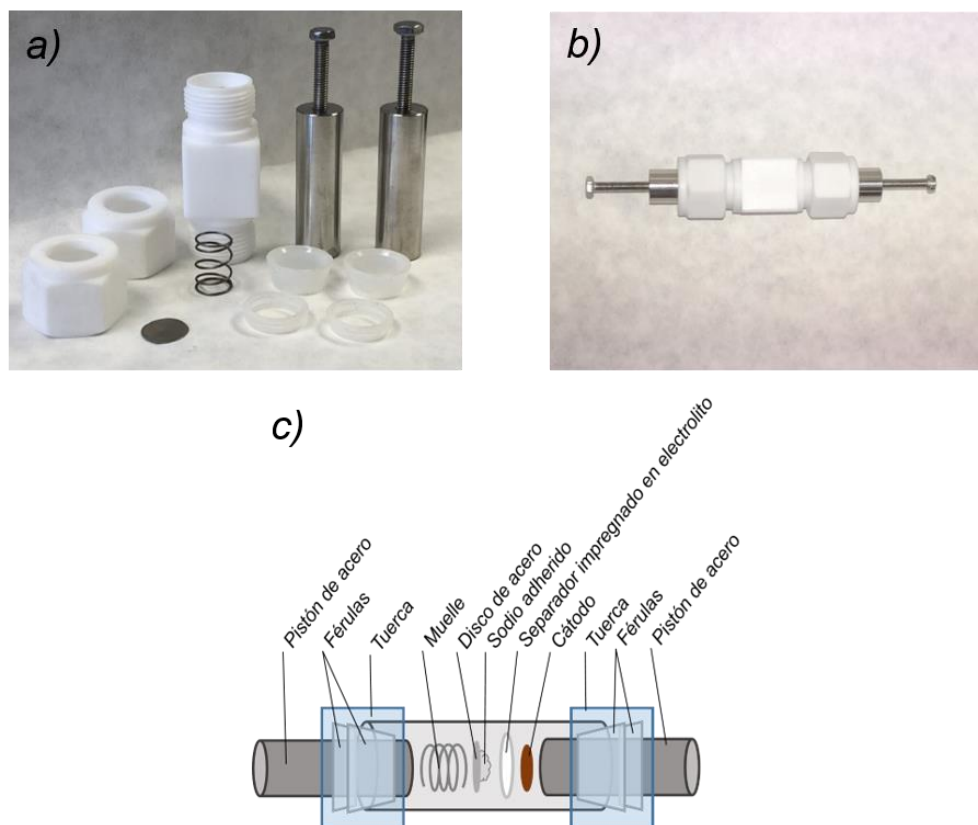 a)
b)
c)
Pistón de acero
Férulas
Tuerca
Muelle
Disco de acero
Sodio adherido
Separador impregnado en electrolito
Cátodo
Tuerca
Férulas
Pistón de acero